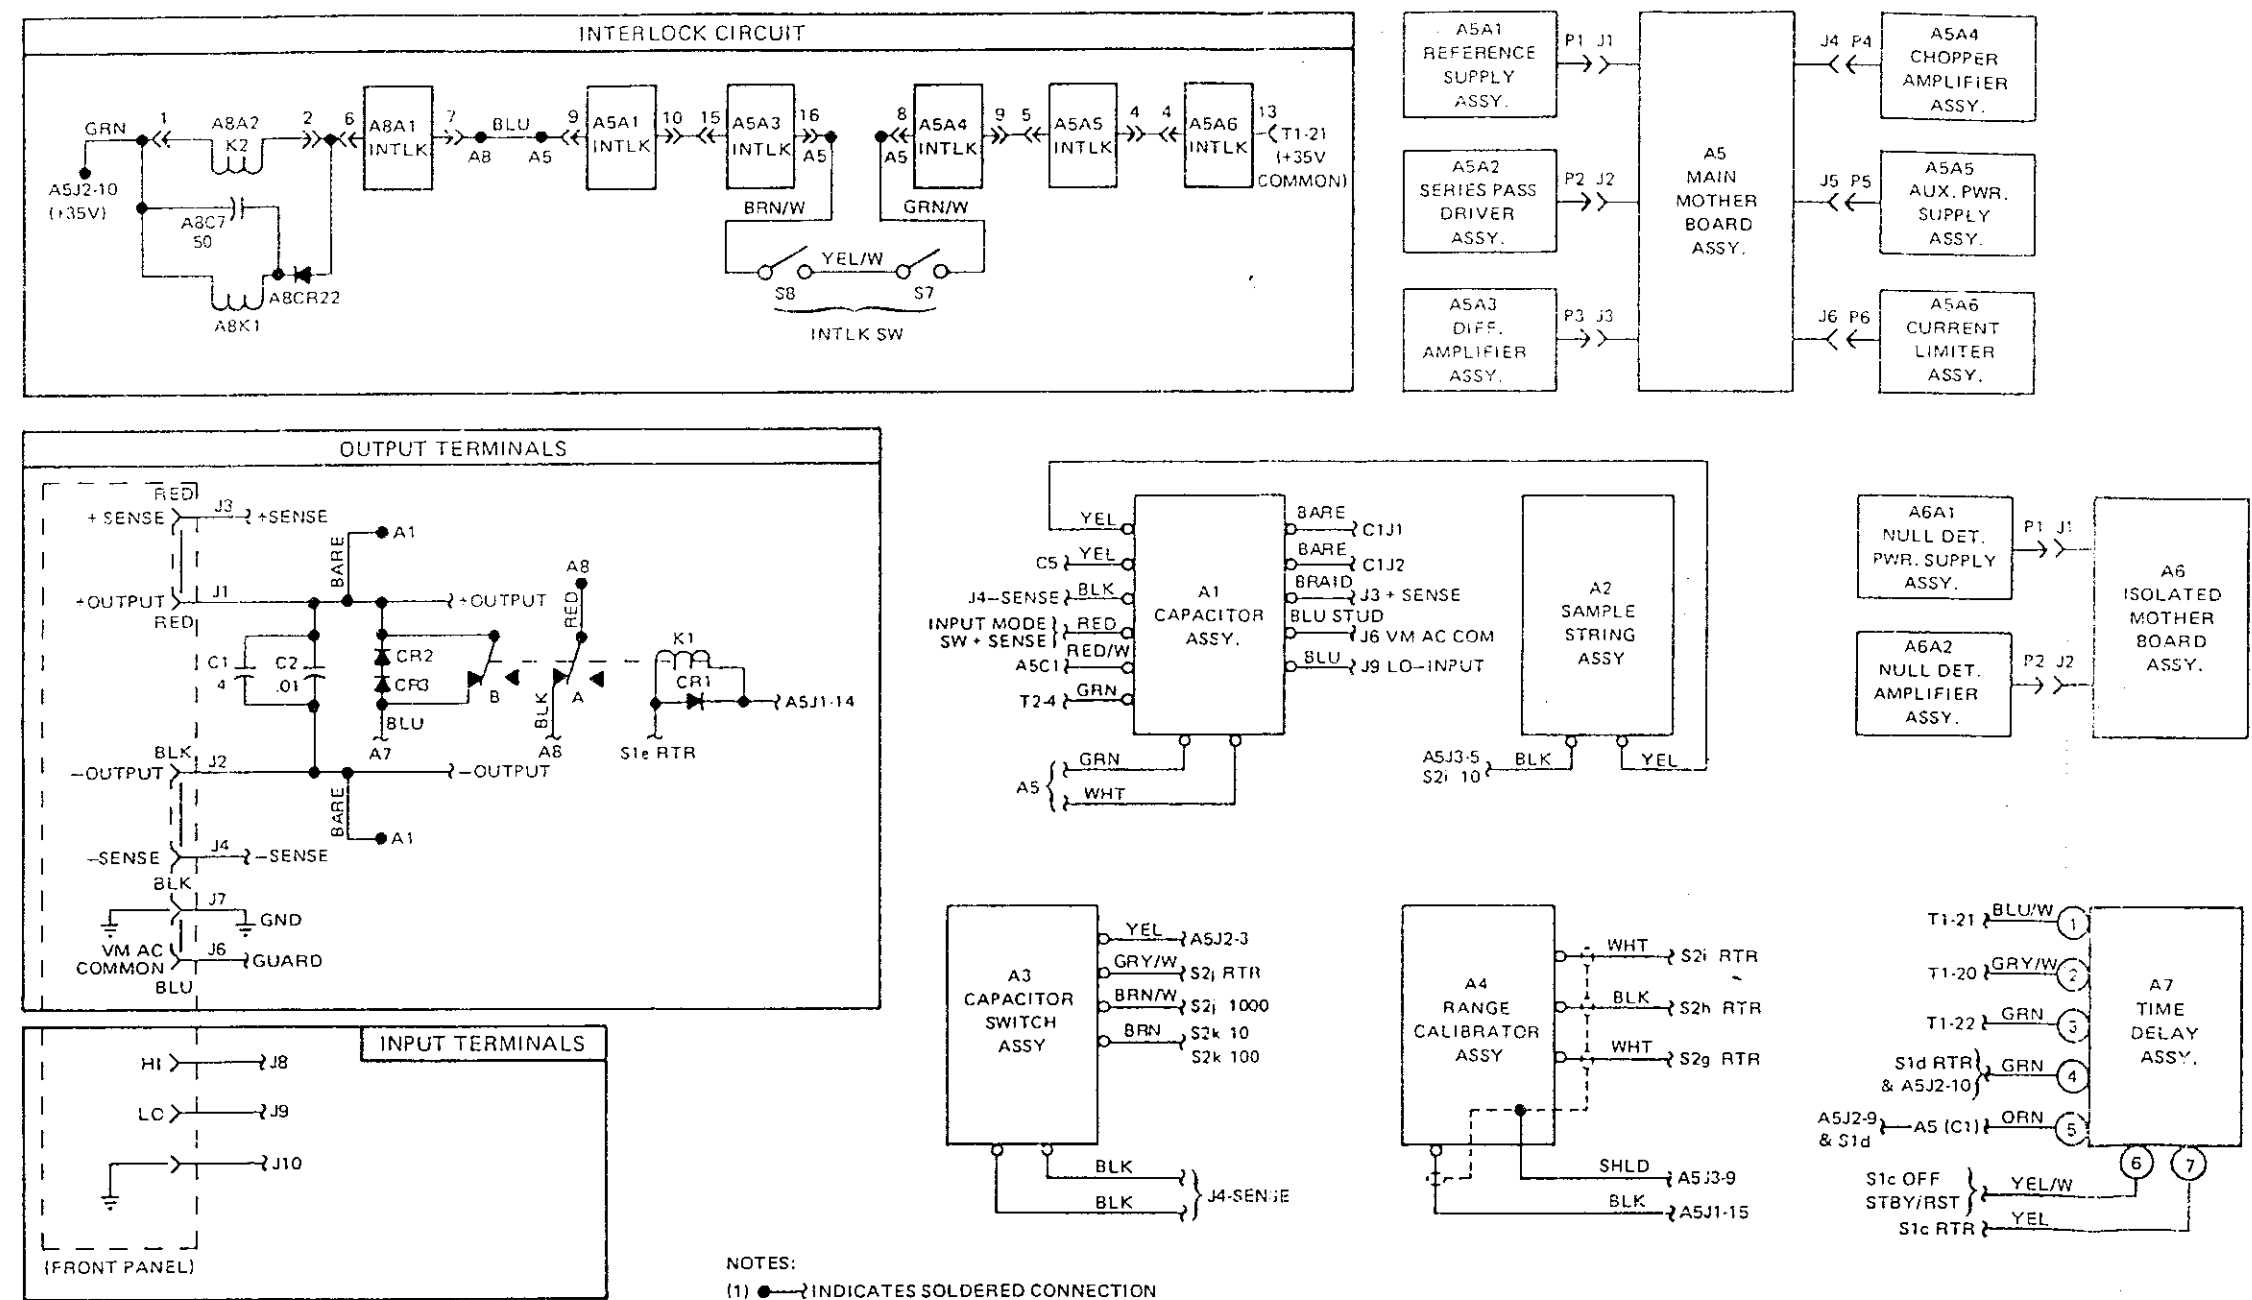 INTERLOCK CIRCUIT
GRN
1
A8A2
K2
2
6
A8A1
INTLK
7
BLU
A8
A5
9
A5A1
INTLK
10
15
A5A3
INTLK
16
A5
8
A5
A5A4
INTLK
9
5
A5A5
INTLK
4
4
A5A6
INTLK
13
T1-21
(+35V
COMMON)
A5J2-10
(+35V)
A8C7
50
A8CR22
A8K1
BRN/W
GRN/W
YEL/W
S8
S7
INTLK SW
A5A1
REFERENCE
SUPPLY
ASSY.
P1 J1
A5A2
SERIES PASS
DRIVER
ASSY.
P2 J2
A5A3
DIFF.
AMPLIFIER
ASSY.
P3 J3
A5
MAIN
MOTHER
BOARD
ASSY.
J4 P4
A5A4
CHOPPER
AMPLIFIER
ASSY.
J5 P5
A5A5
AUX. PWR.
SUPPLY
ASSY.
J6 P6
A5A6
CURRENT
LIMITER
ASSY.
OUTPUT TERMINALS
RED
+ SENSE
J3
+SENSE
A1
BARE
+OUTPUT
J1
+OUTPUT
RED
C1
4
C2
.01
CR2
CR3
BLU
A7
B
A8
RED
A
BLK
A8
K1
CR1
A5J1-14
S1e RTR
BLK
-OUTPUT
J2
-OUTPUT
BARE
A1
-SENSE
J4
-SENSE
BLK
J7
GND
VM AC
COMMON
J6
GUARD
BLU
INPUT TERMINALS
HI
J8
LO
J9
J10
(FRONT PANEL)
YEL
C5
YEL
J4-SENSE
BLK
INPUT MODE
SW + SENSE
RED
RED/W
A5C1
T2-4
GRN
A1
CAPACITOR
ASSY.
BARE
C1J1
BARE
C1J2
BRAID
J3 + SENSE
BLU STUD
J6 VM AC COM
BLU
J9 LO-INPUT
A5
GRN
WHT
A2
SAMPLE
STRING
ASSY
A5J3-5
S2i 10
BLK
YEL
A6A1
NULL DET.
PWR. SUPPLY
ASSY.
P1 J1
A6A2
NULL DET.
AMPLIFIER
ASSY.
P2 J2
A6
ISOLATED
MOTHER
BOARD
ASSY.
A3
CAPACITOR
SWITCH
ASSY
YEL
A5J2-3
GRY/W
S2j RTR
BRN/W
S2j 1000
BRN
S2k 10
S2k 100
BLK
BLK
J4-SENSE
A4
RANGE
CALIBRATOR
ASSY
WHT
S2i RTR
BLK
S2h RTR
WHT
S2g RTR
SHLD
A5J3-9
BLK
A5J1-15
T1-21
BLU/W
1
T1-20
GRY/W
2
T1-22
GRN
3
S1d RTR
& A5J2-10
GRN
4
A5J2-9
& S1d
A5 (C1)
ORN
5
A7
TIME
DELAY
ASSY.
6
7
S1c OFF
STBY/RST
YEL/W
S1c RTR
YEL
NOTES:
(1) INDICATES SOLDERED CONNECTION